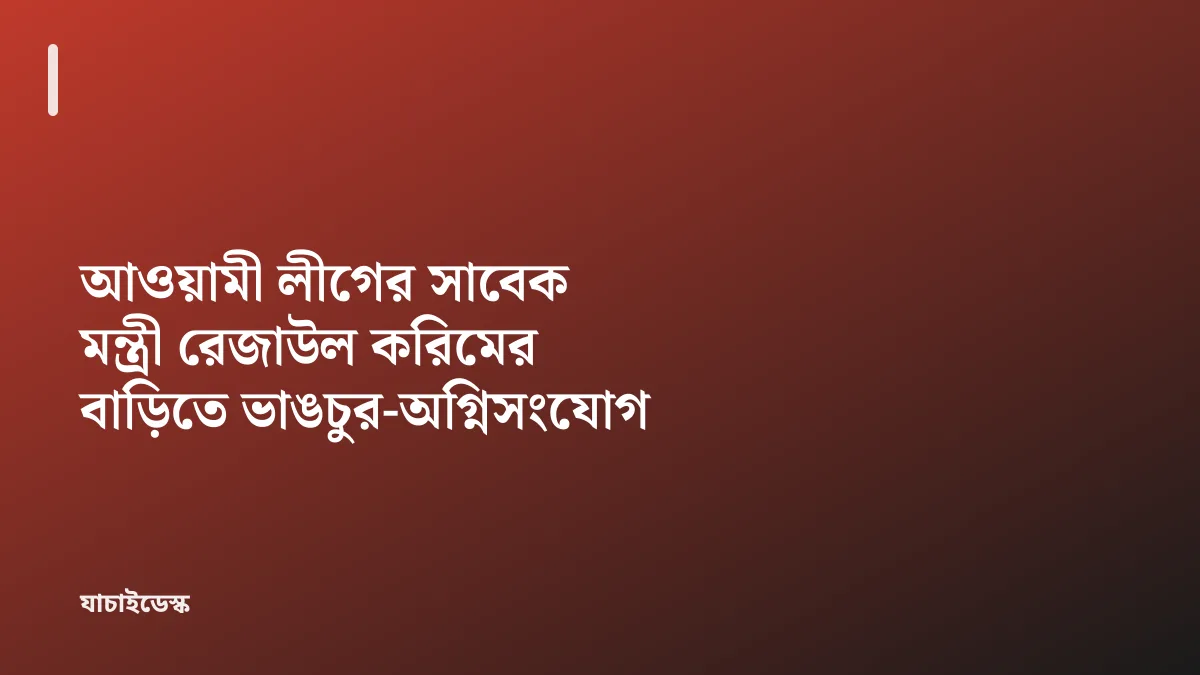 আওয়ামী লীগের সাবেক
মন্ত্রী রেজাউল করিমের
বাড়িতে ভাঙচুর-অগ্নিসংযোগ
যাচাইডেস্ক